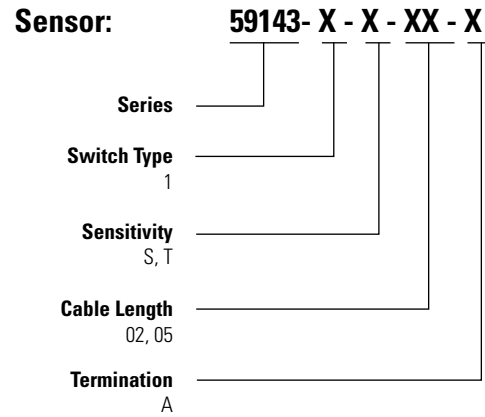 Sensor: 59143- X - X - XX - X
Series
Switch Type
1
Sensitivity
S, T
Cable Length
02, 05
Termination
A